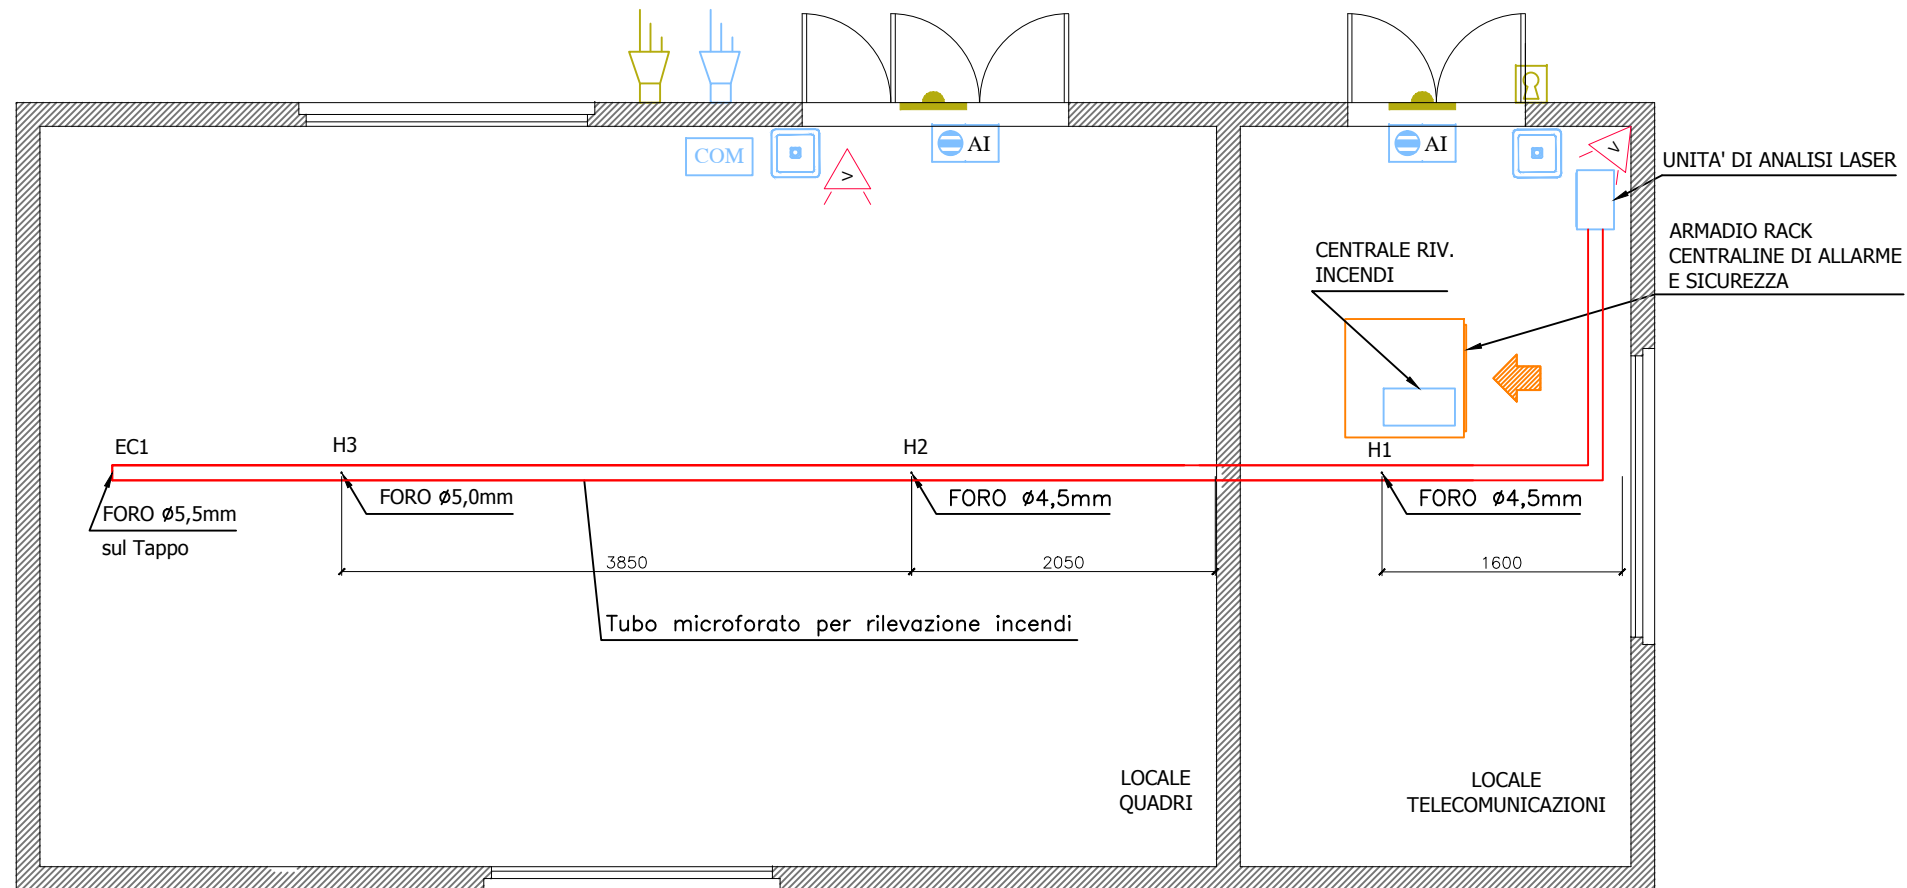 COM
AI
AI
V
V
UNITA' DI ANALISI LASER
ARMADIO RACK
CENTRALINE DI ALLARME
E SICUREZZA
CENTRALE RIV.
INCENDI
EC1
H3
H2
H1
FORO ø5,5mm
sul Tappo
FORO ø5,0mm
FORO ø4,5mm
FORO ø4,5mm
3850
2050
1600
Tubo microforato per rilevazione incendi
LOCALE
QUADRI
LOCALE
TELECOMUNICAZIONI